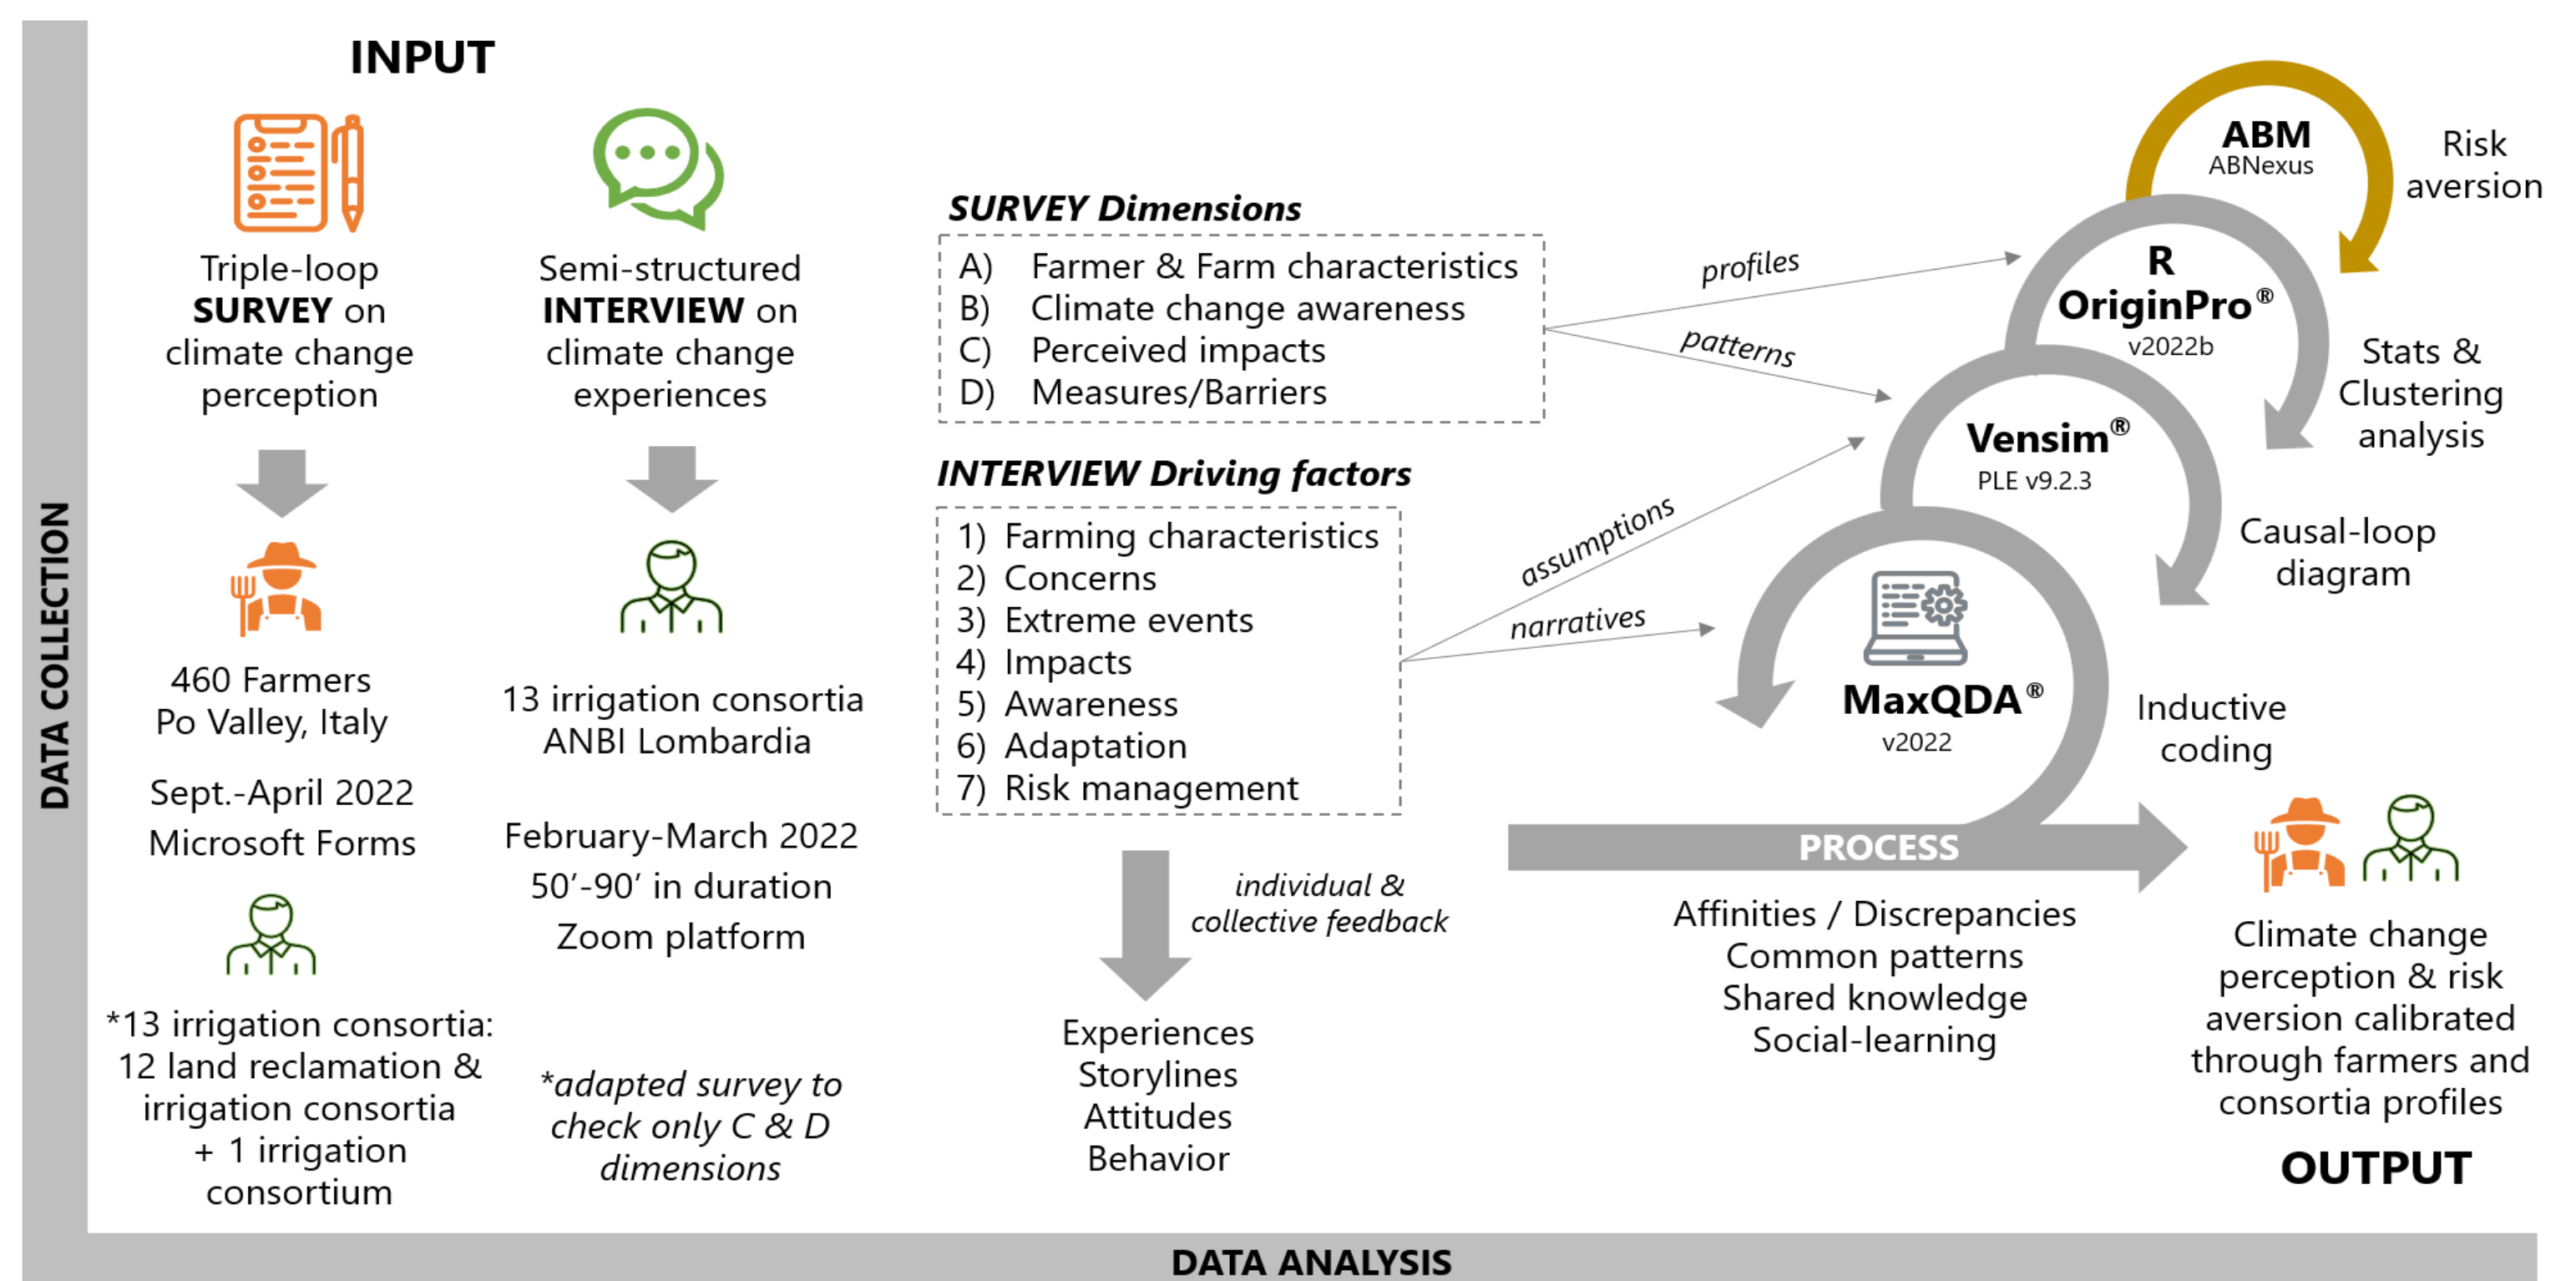 INPUT
Triple-loop
SURVEY on
climate change
perception
460 Farmers
Po Valley, Italy
Sept.-April 2022
Microsoft Forms
*13 irrigation consortia:
12 land reclamation &
irrigation consortia
+ 1 irrigation
consortium
Semi-structured
INTERVIEW on
climate change
experiences
13 irrigation consortia
ANBI Lombardia
February-March 2022
50’-90’ in duration
Zoom platform
*adapted survey to
check only C & D
dimensions
SURVEY Dimensions
A) Farmer & Farm characteristics
B) Climate change awareness
C) Perceived impacts
D) Measures/Barriers
INTERVIEW Driving factors
1) Farming characteristics
2) Concerns
3) Extreme events
4) Impacts
5) Awareness
6) Adaptation
7) Risk management
individual &
collective feedback
Experiences
Storylines
Attitudes
Behavior
profiles
patterns
assumptions
narratives
ABM
ABNexus
Risk
aversion
R
OriginPro®
v2022b
Stats &
Clustering
analysis
Vensim®
PLE v9.2.3
Causal-loop
diagram
MaxQDA®
v2022
Inductive
coding
PROCESS
Affinities / Discrepancies
Common patterns
Shared knowledge
Social-learning
Climate change
perception & risk
aversion calibrated
through farmers and
consortia profiles
OUTPUT
DATA COLLECTION
DATA ANALYSIS